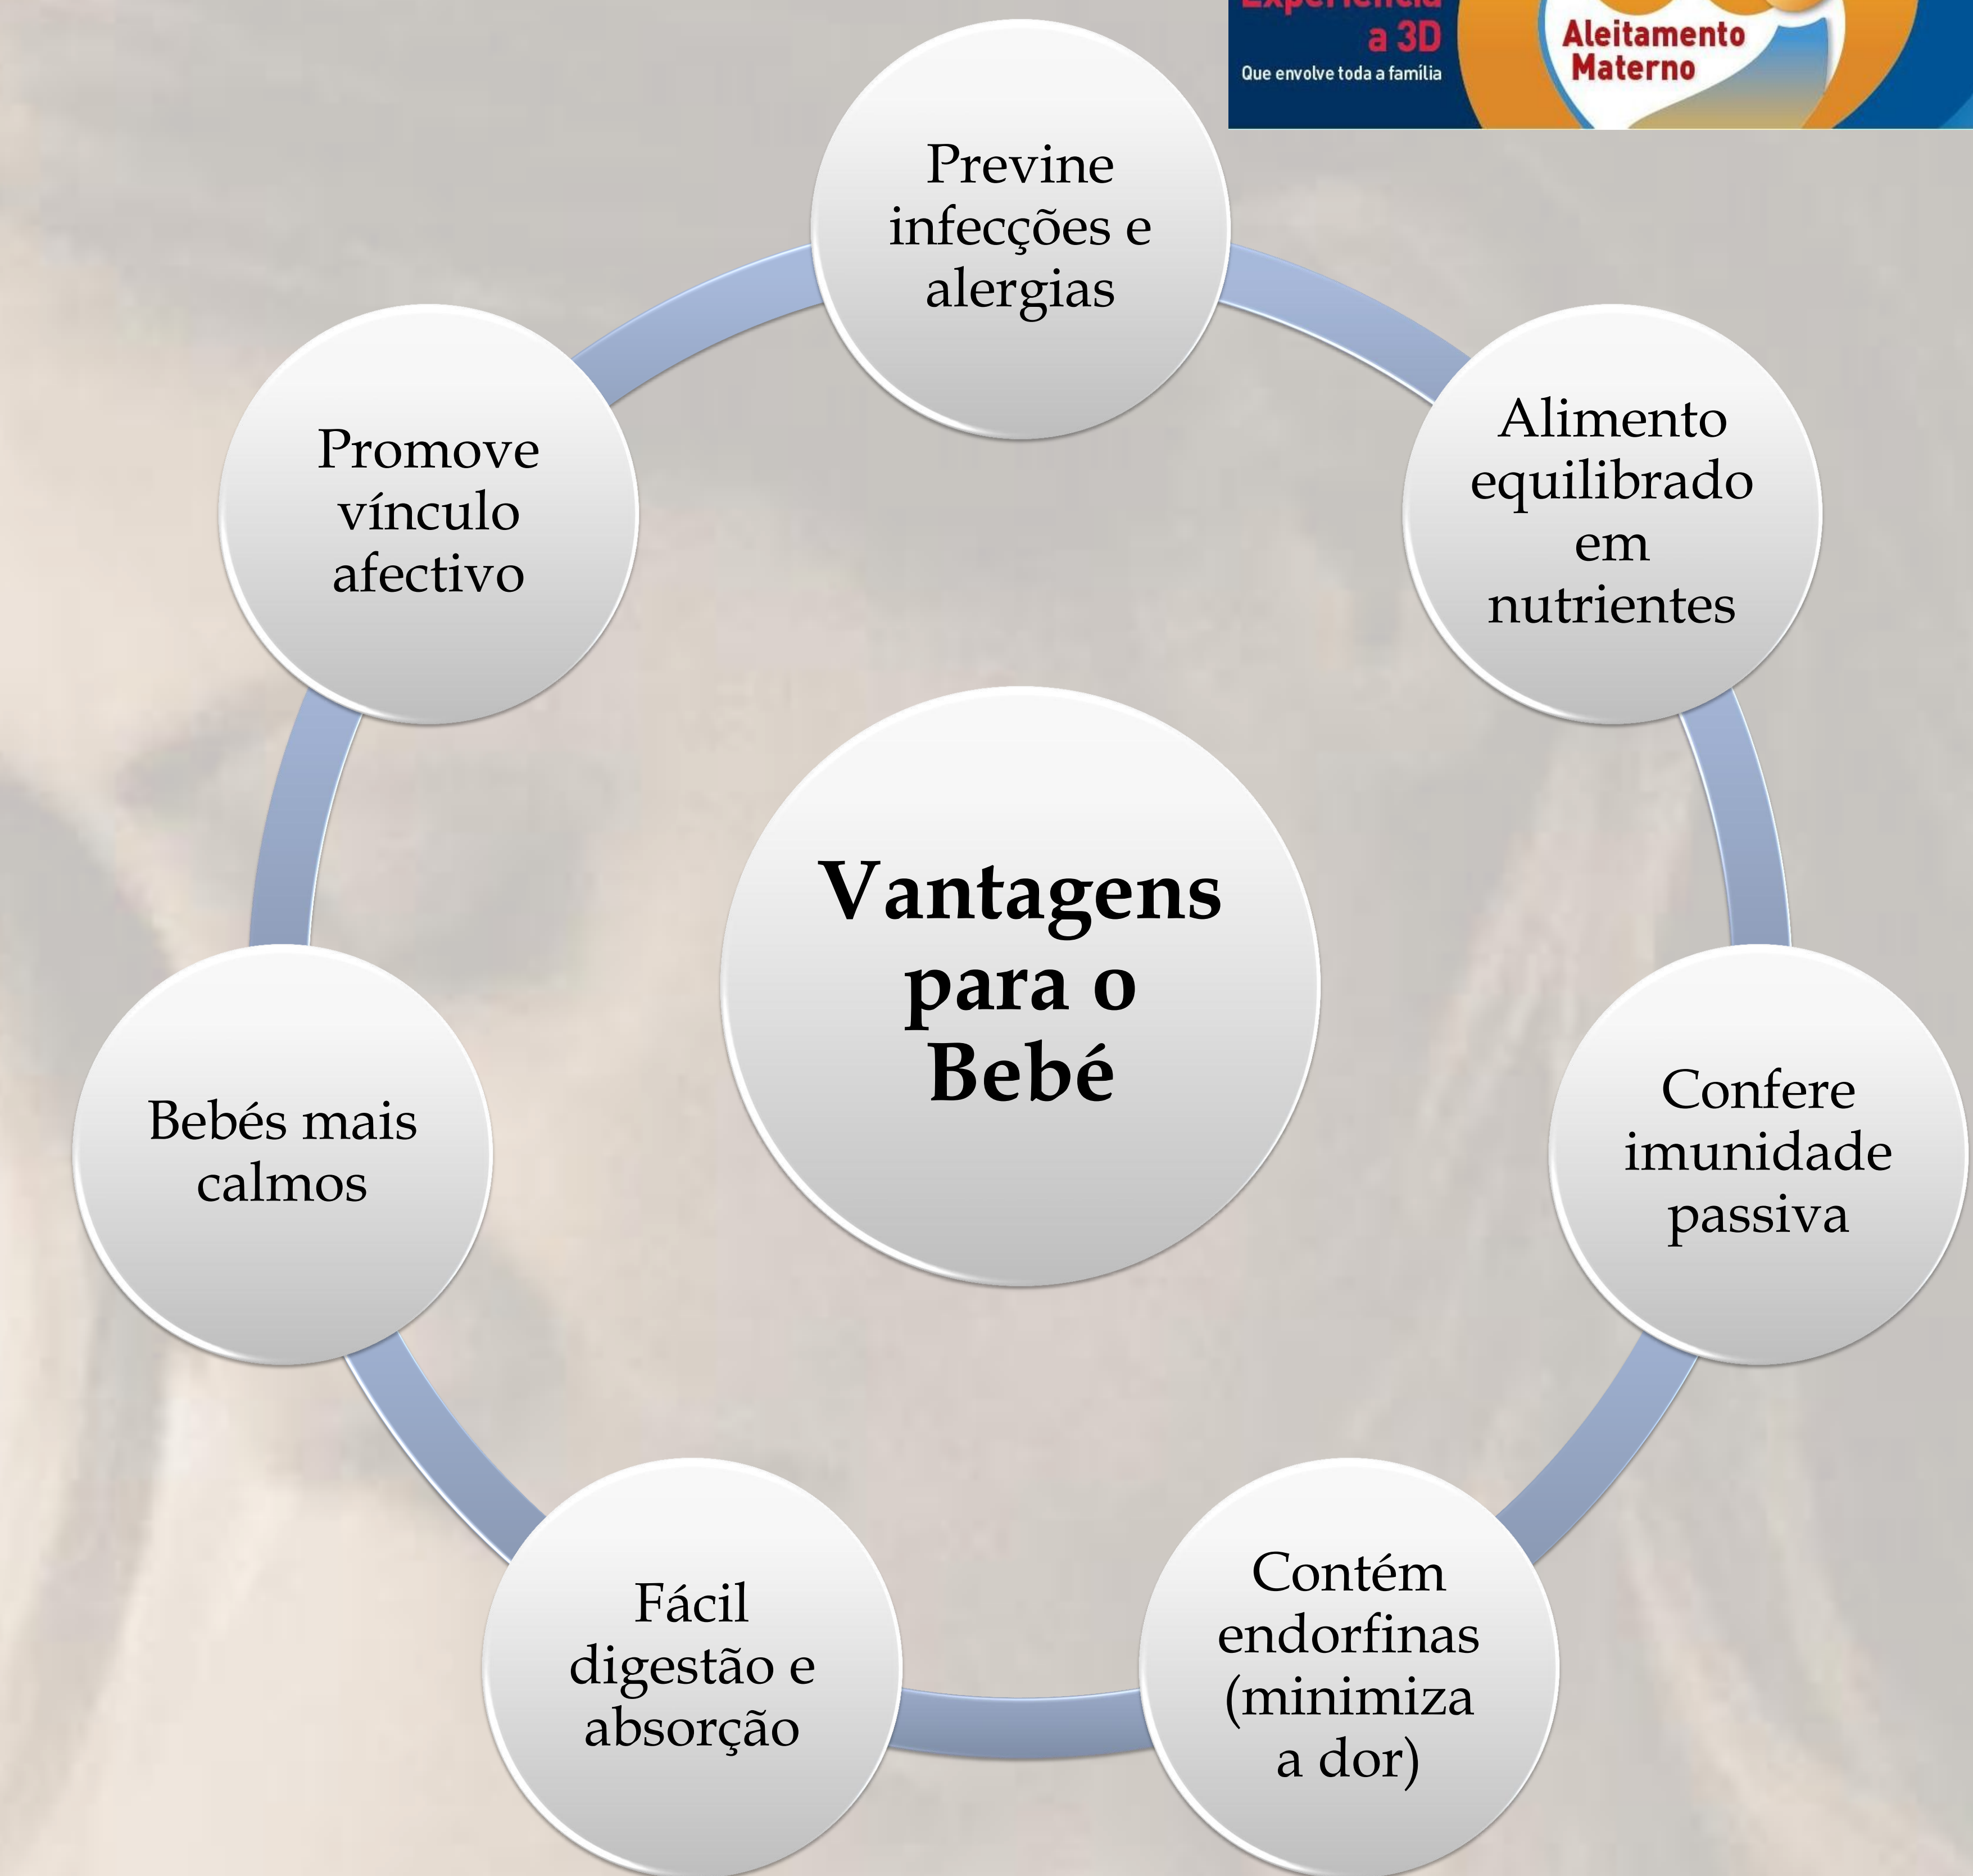 Experiência
a 3D
Que envolve toda a família
Aleitamento
Materno
Previne
infecções e
alergias
Alimento
equilibrado
em
nutrientes
Confere
imunidade
passiva
Contém
endorfinas
(minimiza
a dor)
Fácil
digestão e
absorção
Bebés mais
calmos
Promove
vínculo
afectivo
Vantagens
para o
Bebé